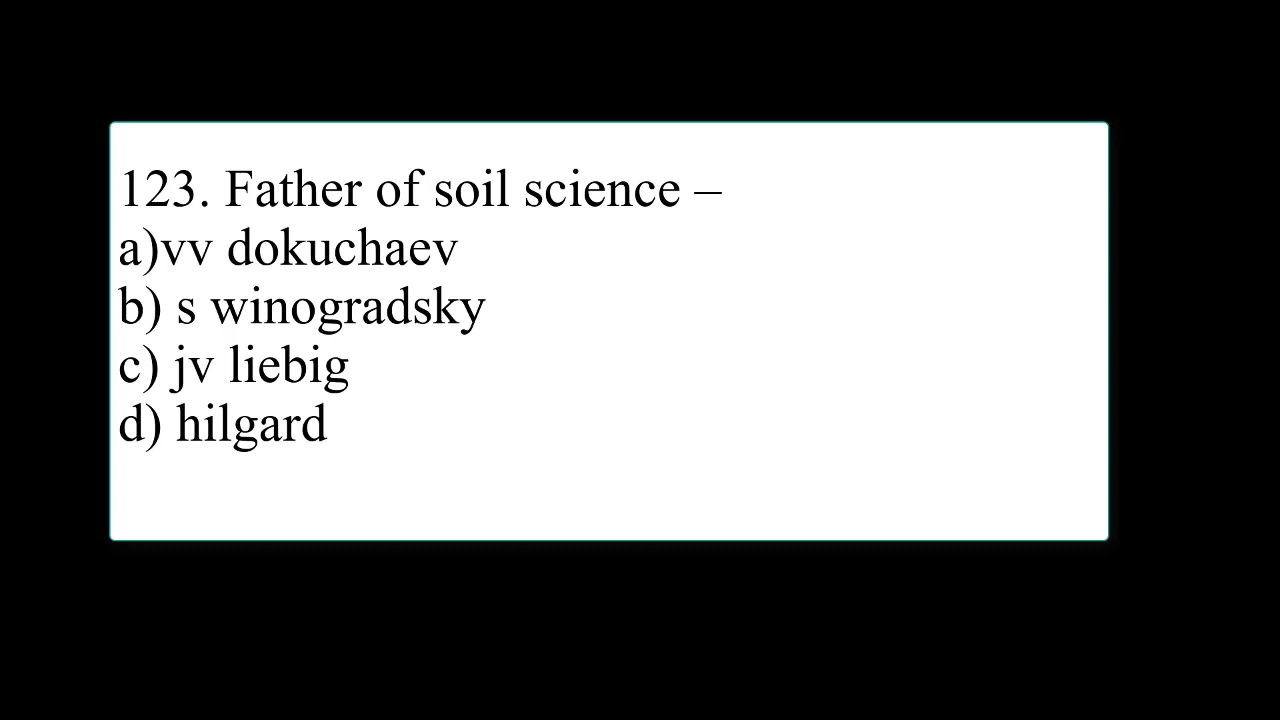 123. Father of soil science –
a)vv dokuchaev
b) s winogradsky
c) jv liebig
d) hilgard